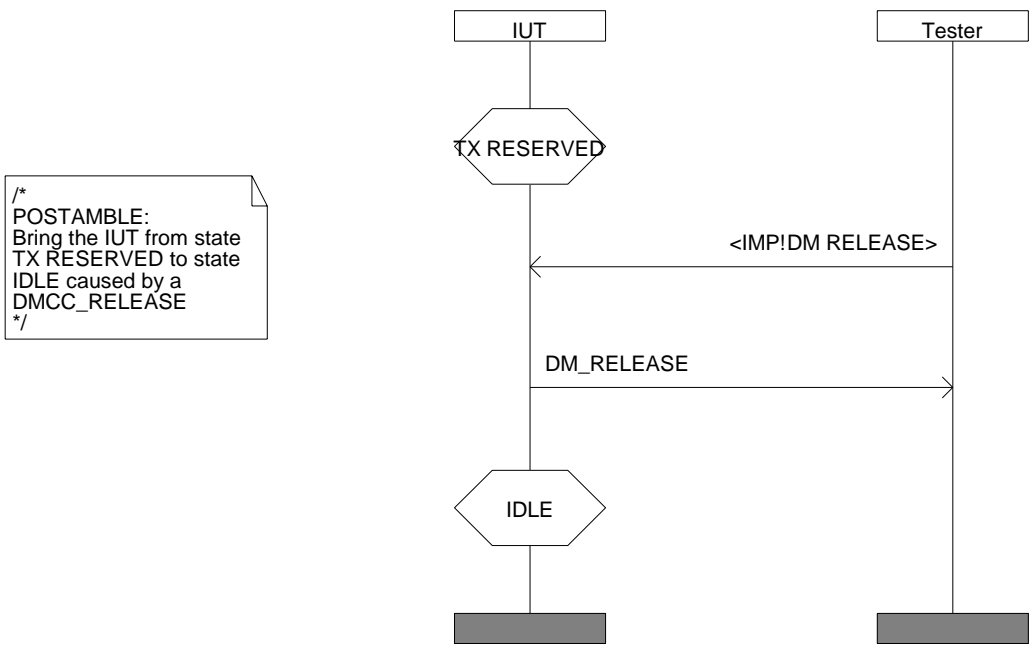 IUT
Tester
TX RESERVED
/*
POSTAMBLE:
Bring the IUT from state
TX RESERVED to state
IDLE caused by a
DMCC_RELEASE
*/
<IMP!DM RELEASE>
DM_RELEASE
IDLE